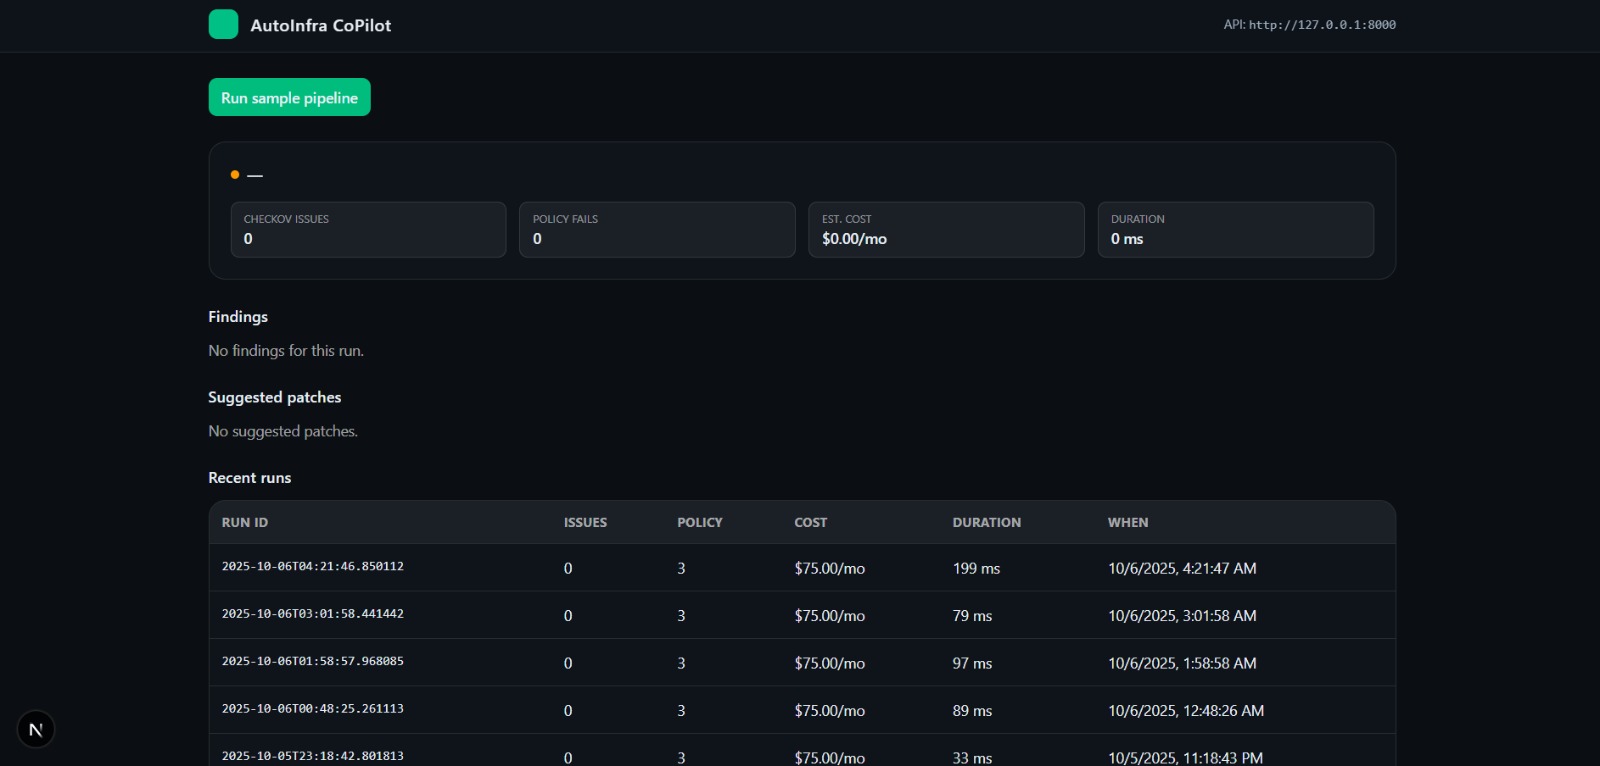 AutoInfra CoPilot
API: http://127.0.0.1:8000
Run sample pipeline
—
CHECKOV ISSUES
0
POLICY FAILS
0
EST. COST
$0.00/mo
DURATION
0 ms
Findings
No findings for this run.
Suggested patches
No suggested patches.
Recent runs
RUN ID ISSUES POLICY COST DURATION WHEN
2025-10-06T04:21:46.850112 0 3 $75.00/mo 199 ms 10/6/2025, 4:21:47 AM
2025-10-06T03:01:58.441442 0 3 $75.00/mo 79 ms 10/6/2025, 3:01:58 AM
2025-10-06T01:58:57.968085 0 3 $75.00/mo 97 ms 10/6/2025, 1:58:58 AM
2025-10-06T00:48:25.261113 0 3 $75.00/mo 89 ms 10/6/2025, 12:48:26 AM
2025-10-05T23:18:42.801813 0 3 $75.00/mo 33 ms 10/5/2025, 11:18:43 PM
N